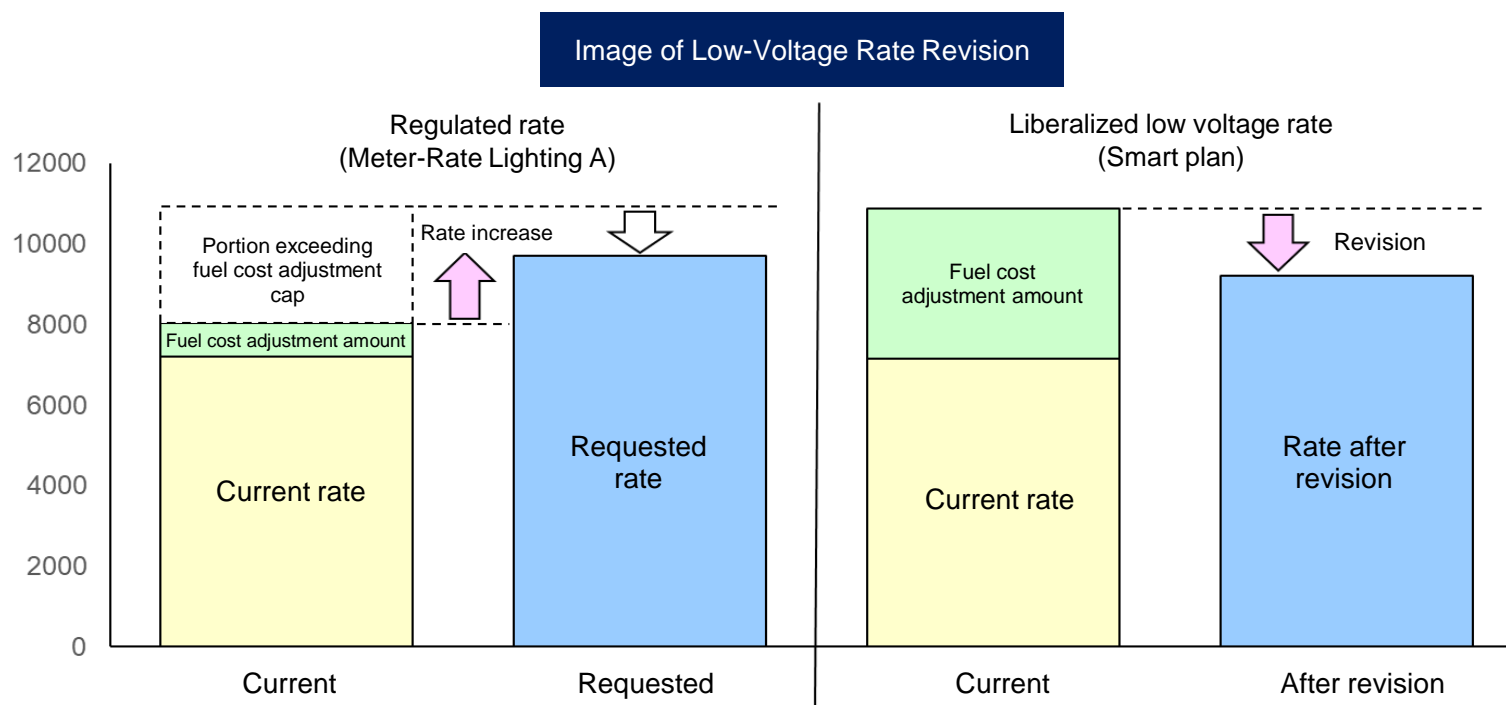 Image of Low-Voltage Rate Revision
Regulated rate
(Meter-Rate Lighting A)
Liberalized low voltage rate
(Smart plan)
12000
10000
8000
6000
4000
2000
0
Portion exceeding
fuel cost adjustment
cap
Rate increase
Fuel cost adjustment amount
Current rate
Requested
rate
Fuel cost
adjustment amount
Revision
Current rate
Rate after
revision
Current
Requested
Current
After revision